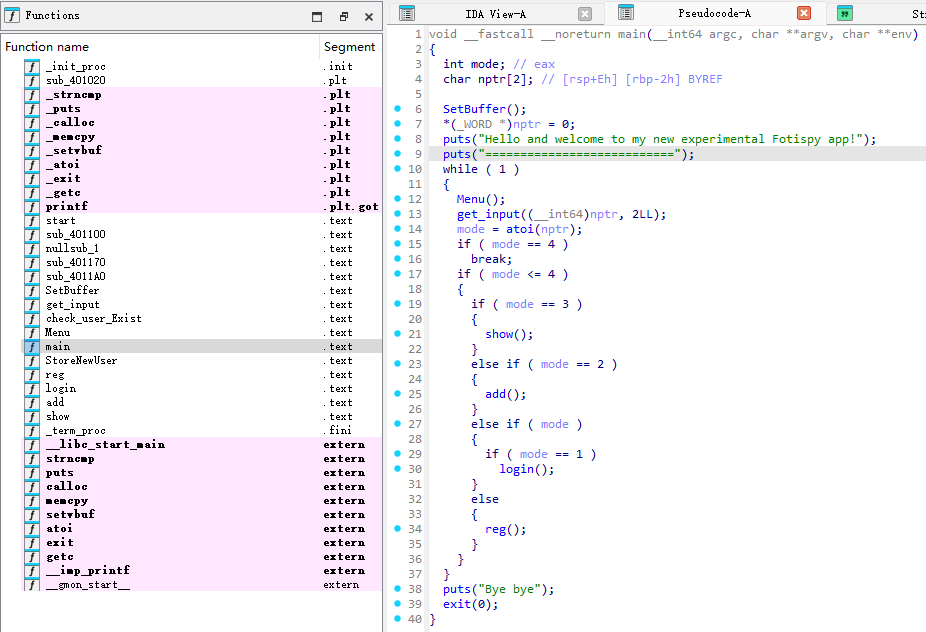 Functions
Function name Segment
f _init_proc .init
f sub_401020 .plt
f _strncmp .plt
f _puts .plt
f _calloc .plt
f _memcpy .plt
f _setvbuf .plt
f _atoi .plt
f _exit .plt
f _getc .plt
f printf .plt.got
f start .text
f sub_401100 .text
f nullsub_1 .text
f sub_401170 .text
f sub_4011A0 .text
f SetBuffer .text
f get_input .text
f check_user_Exist .text
f Menu .text
f main .text
f StoreNewUser .text
f reg .text
f login .text
f add .text
f show .text
f _term_proc .fini
f __libc_start_main extern
f strncmp extern
f puts extern
f calloc extern
f memcpy extern
f setvbuf extern
f atoi extern
f exit extern
f getc extern
f __imp_printf extern
f __gmon_start__ extern
IDA View-A Pseudocode-A St
1 void __fastcall __noreturn main(__int64 argc, char **argv, char **env)
2 {
3 int mode; // eax
4 char nptr[2]; // [rsp+Eh] [rbp-2h] BYREF
5
6 SetBuffer();
7 *(_WORD *)nptr = 0;
8 puts("Hello and welcome to my new experimental Fotispy app!");
9 puts("===========================");
10 while ( 1 )
11 {
12 Menu();
13 get_input((__int64)nptr, 2LL);
14 mode = atoi(nptr);
15 if ( mode == 4 )
16 break;
17 if ( mode <= 4 )
18 {
19 if ( mode == 3 )
20 {
21 show();
22 }
23 else if ( mode == 2 )
24 {
25 add();
26 }
27 else if ( mode )
28 {
29 if ( mode == 1 )
30 login();
31 }
32 else
33 {
34 reg();
35 }
36 }
37 }
38 puts("Bye bye");
39 exit(0);
40 }